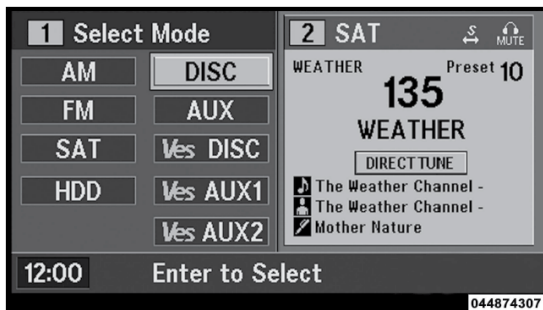 1 Select Mode
AM
DISC
FM
AUX
SAT
Ves DISC
HDD
Ves AUX1
Ves AUX2
2 SAT
S
MUTE
WEATHER
Preset 10
135
WEATHER
DIRECT TUNE
The Weather Channel -
The Weather Channel -
Mother Nature
12:00 Enter to Select
044874307